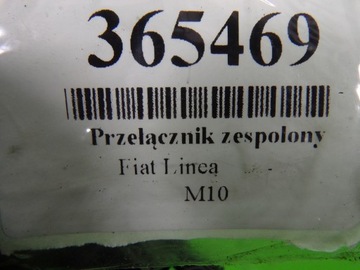 365469
Przełącznik zespolony
Fiat Linea
M10